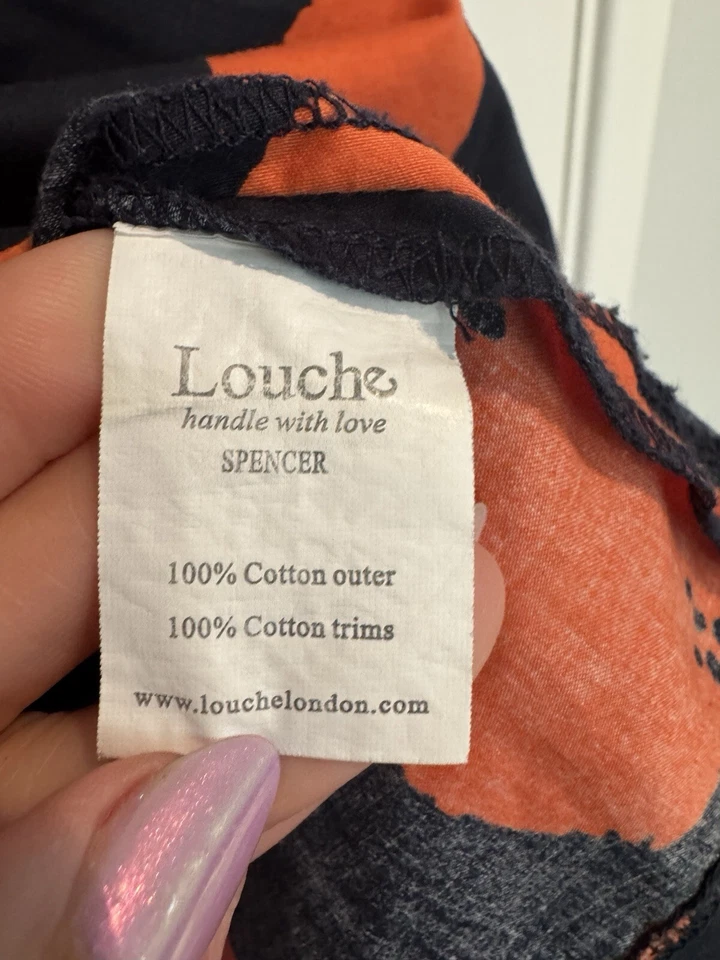 Louche
handle with love
SPENCER
100% Cotton outer
100% Cotton trims
www.louchelondon.com